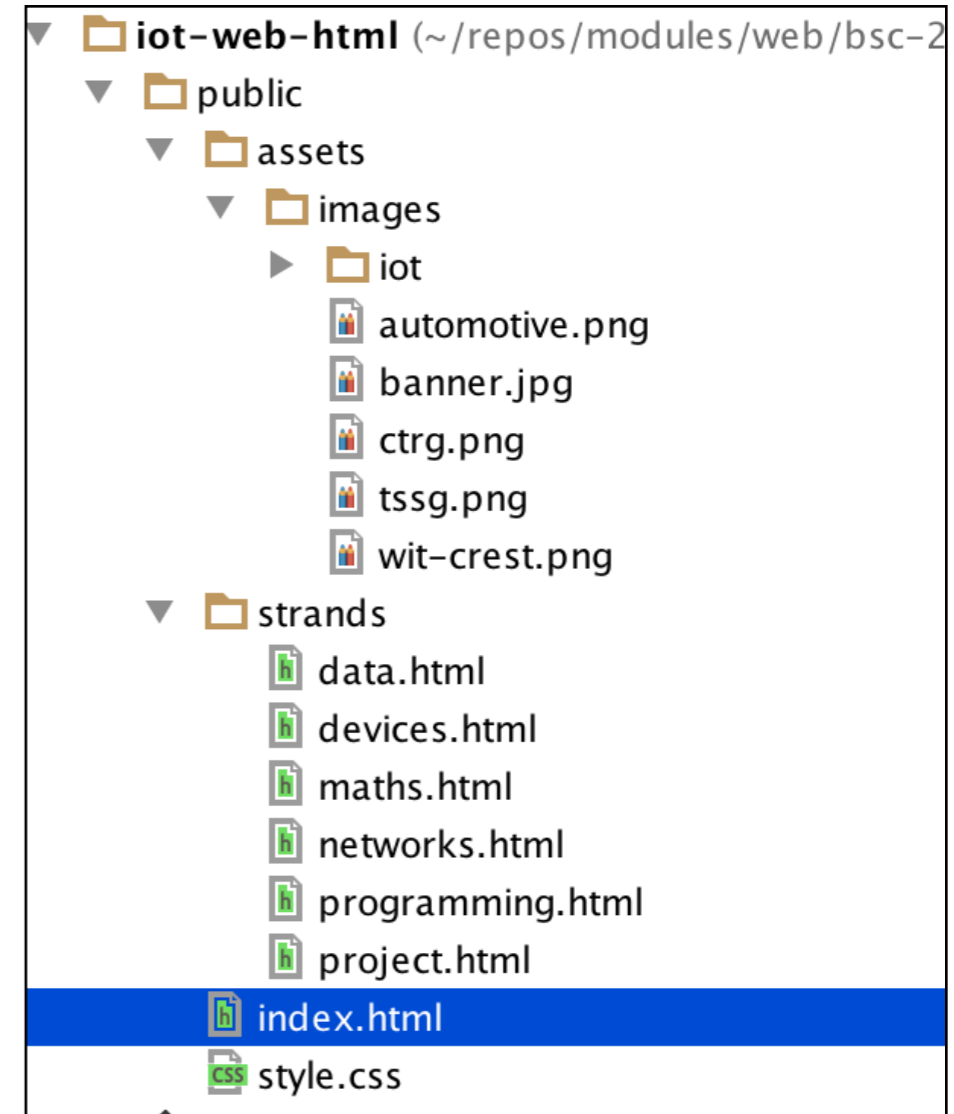 iot-web-html (~/repos/modules/web/bsc-2
public
assets
images
iot
automotive.png
banner.jpg
ctrg.png
tssg.png
wit-crest.png
strands
h data.html
h devices.html
h maths.html
h networks.html
h programming.html
h project.html
h index.html
CSS style.css